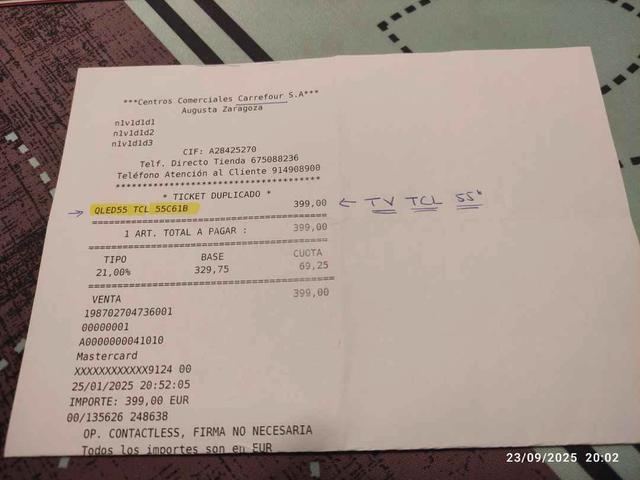 ***Centros Comerciales Carrefour S.A***
Augusta Zaragoza
n1v1d1d1
n1v1d1d2
n1v1d1d3
CIF: A28425270
Telf. Directo Tienda 675088236
Teléfono Atención al Cliente 914908900
****************************************
* TICKET DUPLICADO *
→ QLED55 TCL 55C61B 399,00 ← TV TCL 55"
========================================
1 ART. TOTAL A PAGAR : 399,00
========================================
TIPO BASE CUOTA
21,00% 329,75 69,25
========================================
VENTA 399,00
198702704736001
00000001
A0000000041010
Mastercard
XXXXXXXXXXXX9124 00
25/01/2025 20:52:05
IMPORTE: 399,00 EUR
00/135626 248638
OP. CONTACTLESS, FIRMA NO NECESARIA
Todos los importes son en EUR
23/09/2025 20:02